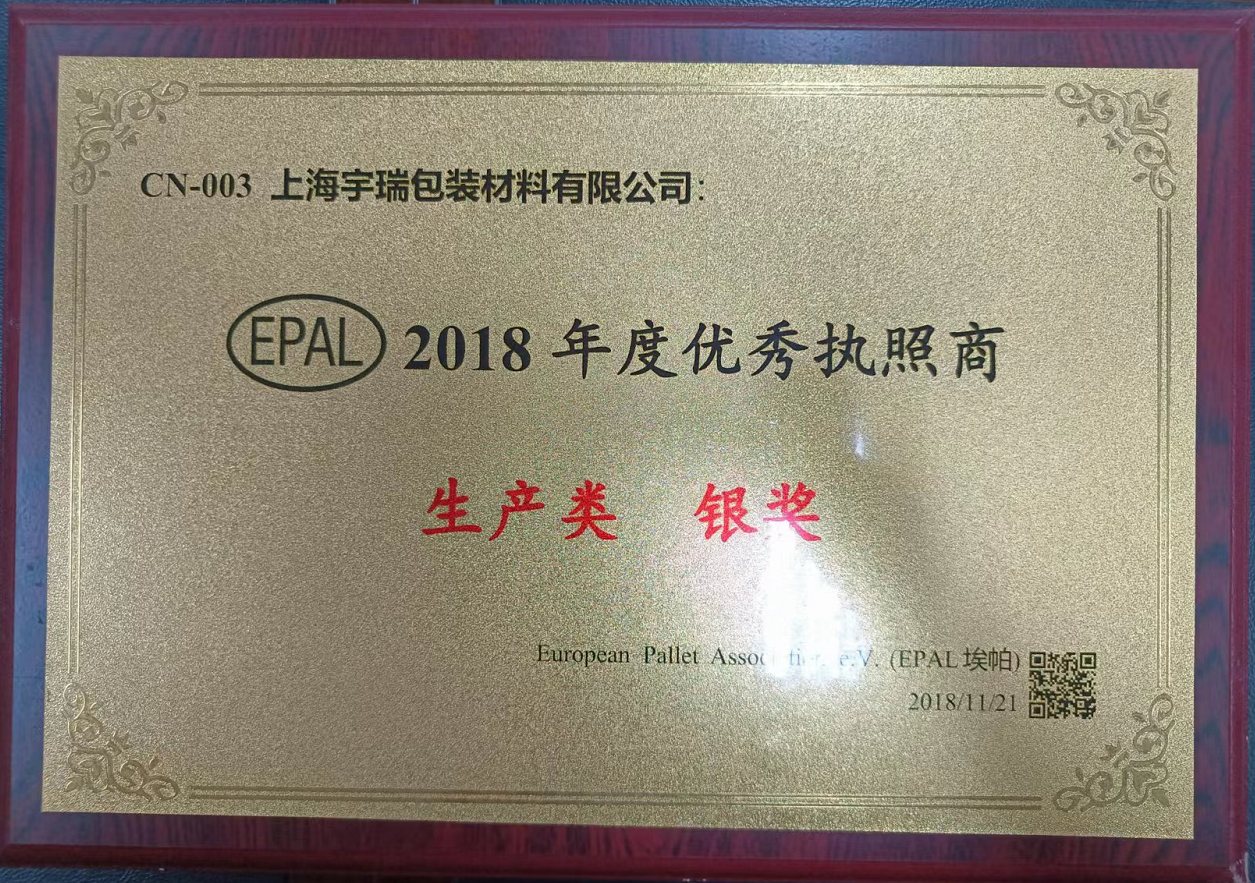 CN-003 上海宇瑞包装材料有限公司:
EPAL 2018 年度优秀执照商
生产类 银奖
European Pallet e.V. (EPAL 埃帕)
2018/11/21